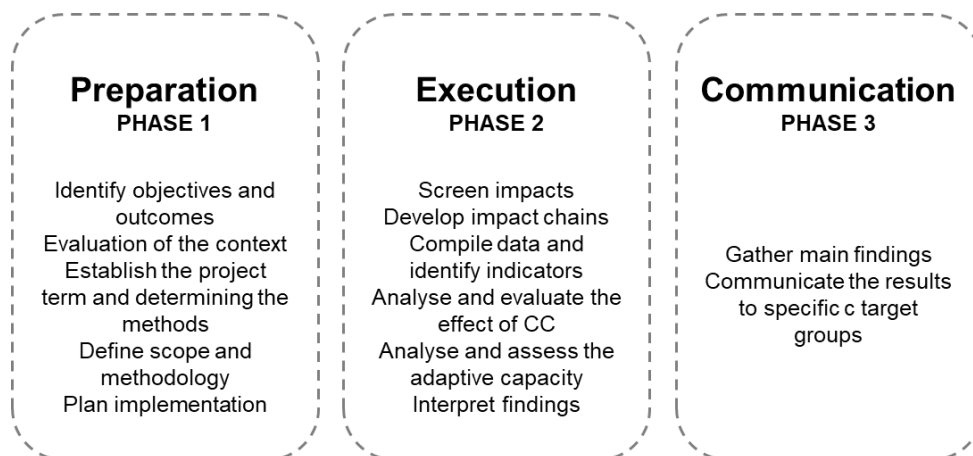 Preparation
PHASE 1
Identify objectives and
outcomes
Evaluation of the context
Establish the project
term and determining the
methods
Define scope and
methodology
Plan implementation
Execution
PHASE 2
Screen impacts
Develop impact chains
Compile data and
identify indicators
Analyse and evaluate the
effect of CC
Analyse and assess the
adaptive capacity
Interpret findings
Communication
PHASE 3
Gather main findings
Communicate the results
to specific c target
groups